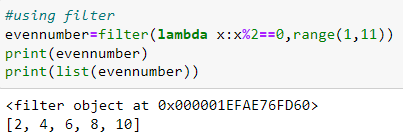 #using filter
evennumber=filter(lambda x:x%2==0,range(1,11))
print(evennumber)
print(list(evennumber))
<filter object at 0x000001EFAE76FD60>
[2, 4, 6, 8, 10]